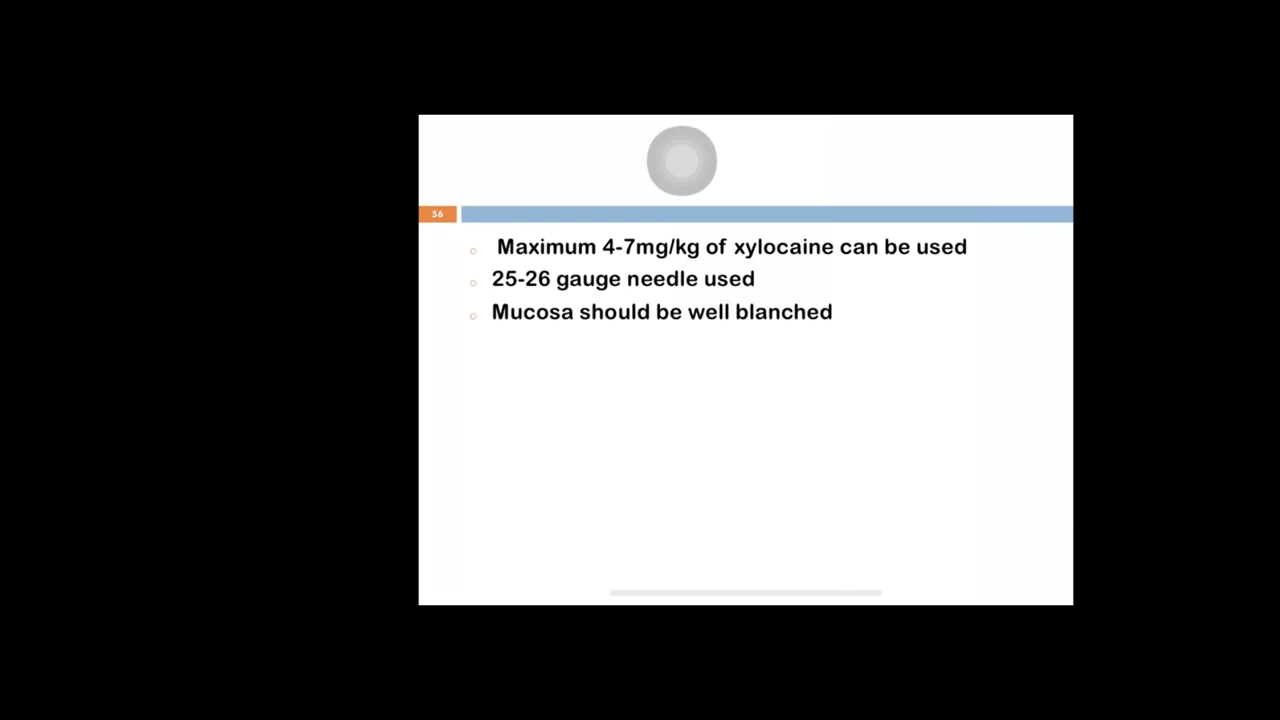 56
Maximum 4-7mg/kg of xylocaine can be used
25-26 gauge needle used
Mucosa should be well blanched